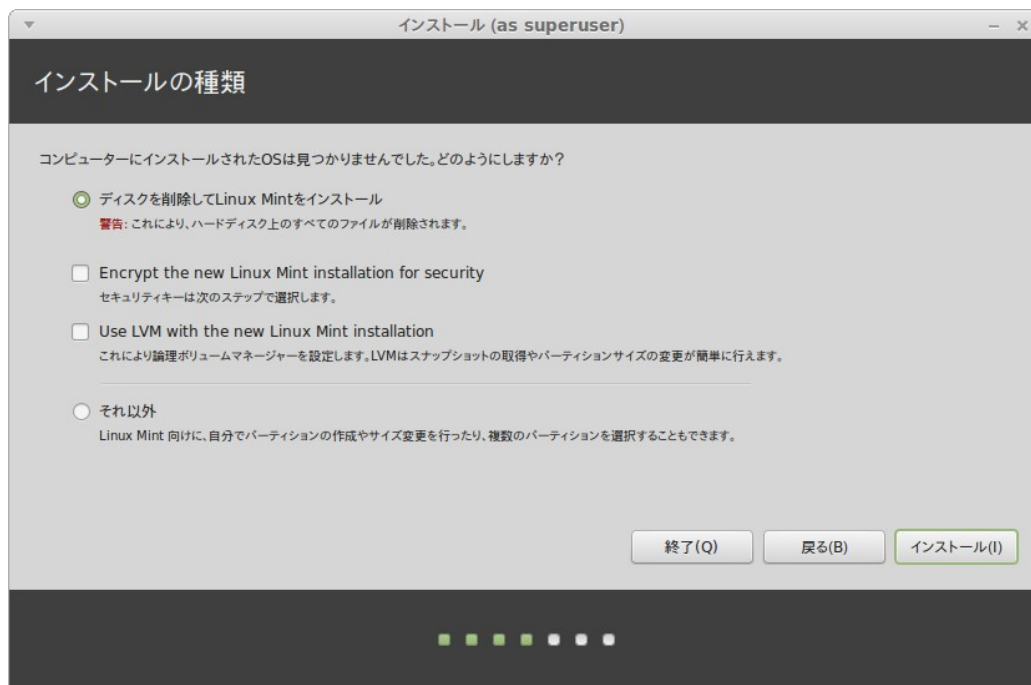 インストール (as superuser)
インストールの種類
コンピューターにインストールされたOSは見つかりませんでした。どのようにしますか？
ディスクを削除してLinux Mintをインストール
警告: これにより、ハードディスク上のすべてのファイルが削除されます。
Encrypt the new Linux Mint installation for security
セキュリティキーは次のステップで選択します。
Use LVM with the new Linux Mint installation
これにより論理ボリュームマネージャーを設定します。LVMはスナップショットの取得やパーティションサイズの変更が簡単に行えます。
それ以外
Linux Mint 向けに、自分でパーティションの作成やサイズ変更を行ったり、複数のパーティションを選択することもできます。
終了(Q) 戻る(B) インストール(I)